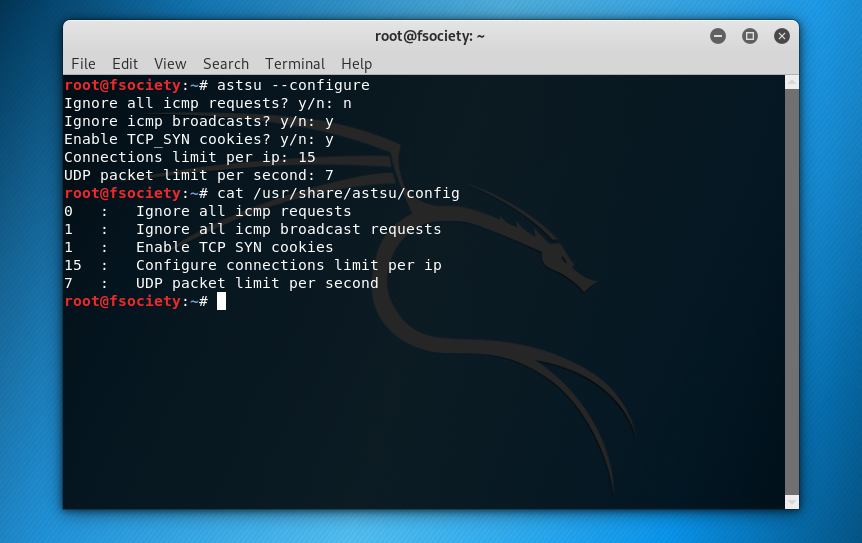 root@fsociety: ~
File Edit View Search Terminal Help
root@fsociety:~# astsu --configure
Ignore all icmp requests? y/n: n
Ignore icmp broadcasts? y/n: y
Enable TCP_SYN cookies? y/n: y
Connections limit per ip: 15
UDP packet limit per second: 7
root@fsociety:~# cat /usr/share/astsu/config
0   :   Ignore all icmp requests
1   :   Ignore all icmp broadcast requests
1   :   Enable TCP SYN cookies
15  :   Configure connections limit per ip
7   :   UDP packet limit per second
root@fsociety:~#